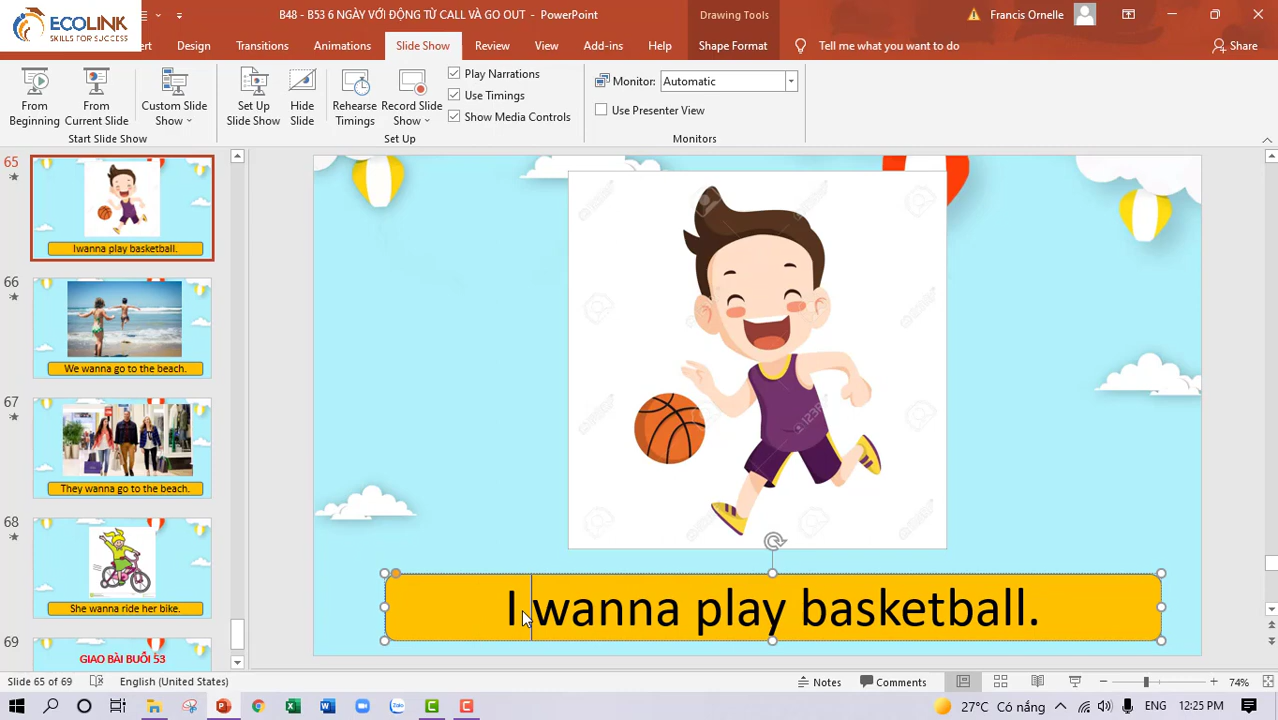 ECOLINK
SKILLS FOR SUCCESS
B48 - B53 6 NGÀY VỚI ĐỘNG TỪ CALL VÀ GO OUT - PowerPoint
Drawing Tools
Francis Ornelle
Design Transitions Animations Slide Show Review View Add-ins Help Shape Format Tell me what you want to do Share
From Beginning
From Current Slide
Custom Slide Show
Set Up Slide Show
Hide Slide
Rehearse Timings
Record Slide Show
Play Narrations
Use Timings
Show Media Controls
Monitor: Automatic
Use Presenter View
Start Slide Show
Set Up
Monitors
65
I wanna play basketball.
66
We wanna go to the beach.
67
They wanna go to the beach.
68
She wanna ride her bike.
69
GIAO BÀI BUỔI 53
I wanna play basketball.
Slide 65 of 69 English (United States) Notes Comments 74%
27°C Có nắng 12:25 PM